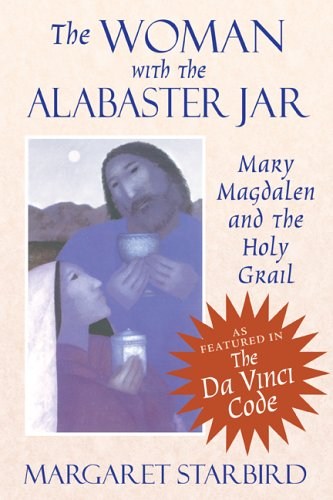 The WOMAN
with the
ALABASTER JAR
Mary
Magdalen
and the
Holy
Grail
AS
FEATURED IN
The
Da Vinci
Code
MARGARET STARBIRD